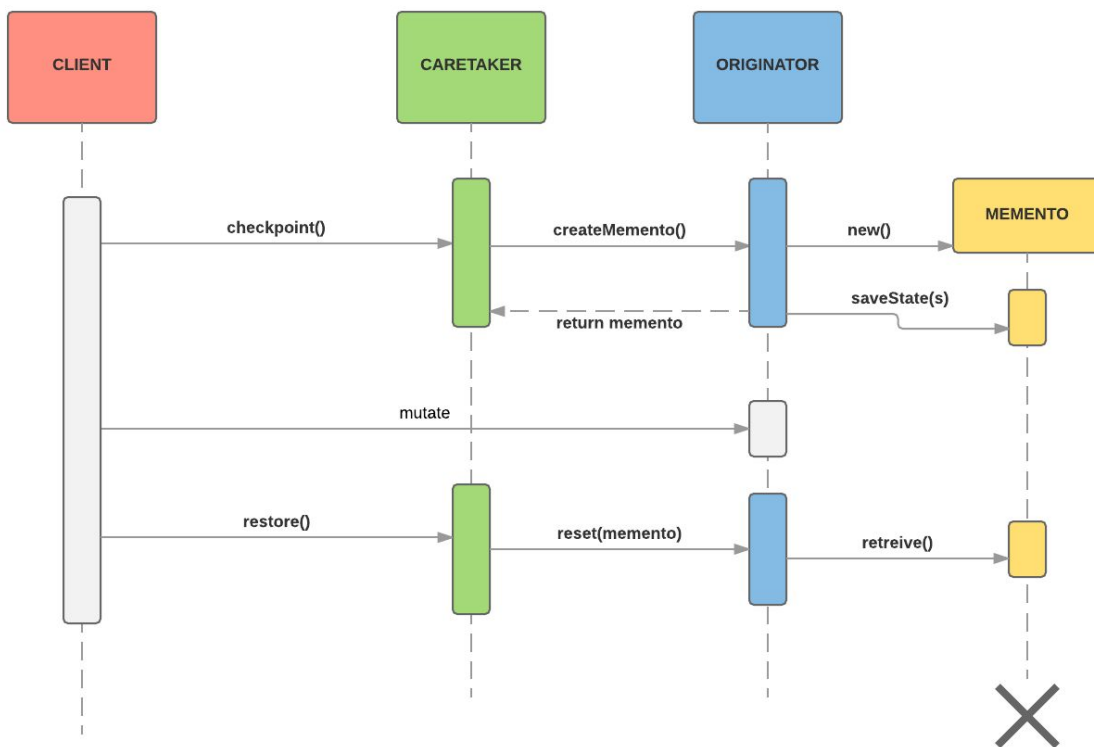 CLIENT
CARETAKER
ORIGINATOR
MEMENTO
checkpoint()
createMemento()
new()
saveState(s)
return memento
mutate
restore()
reset(memento)
retreive()